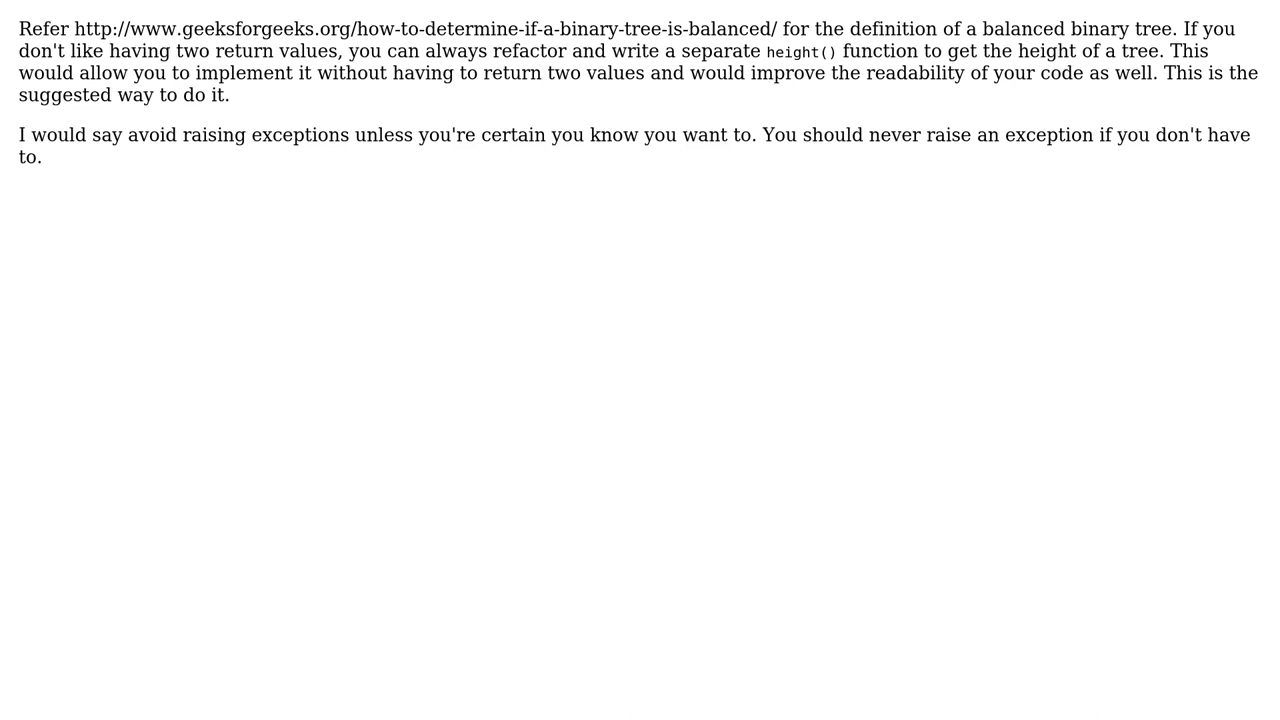 Refer http://www.geeksforgeeks.org/how-to-determine-if-a-binary-tree-is-balanced/ for the definition of a balanced binary tree. If you
don't like having two return values, you can always refactor and write a separate height() function to get the height of a tree. This
would allow you to implement it without having to return two values and would improve the readability of your code as well. This is the
suggested way to do it.
I would say avoid raising exceptions unless you're certain you know you want to. You should never raise an exception if you don't have
to.